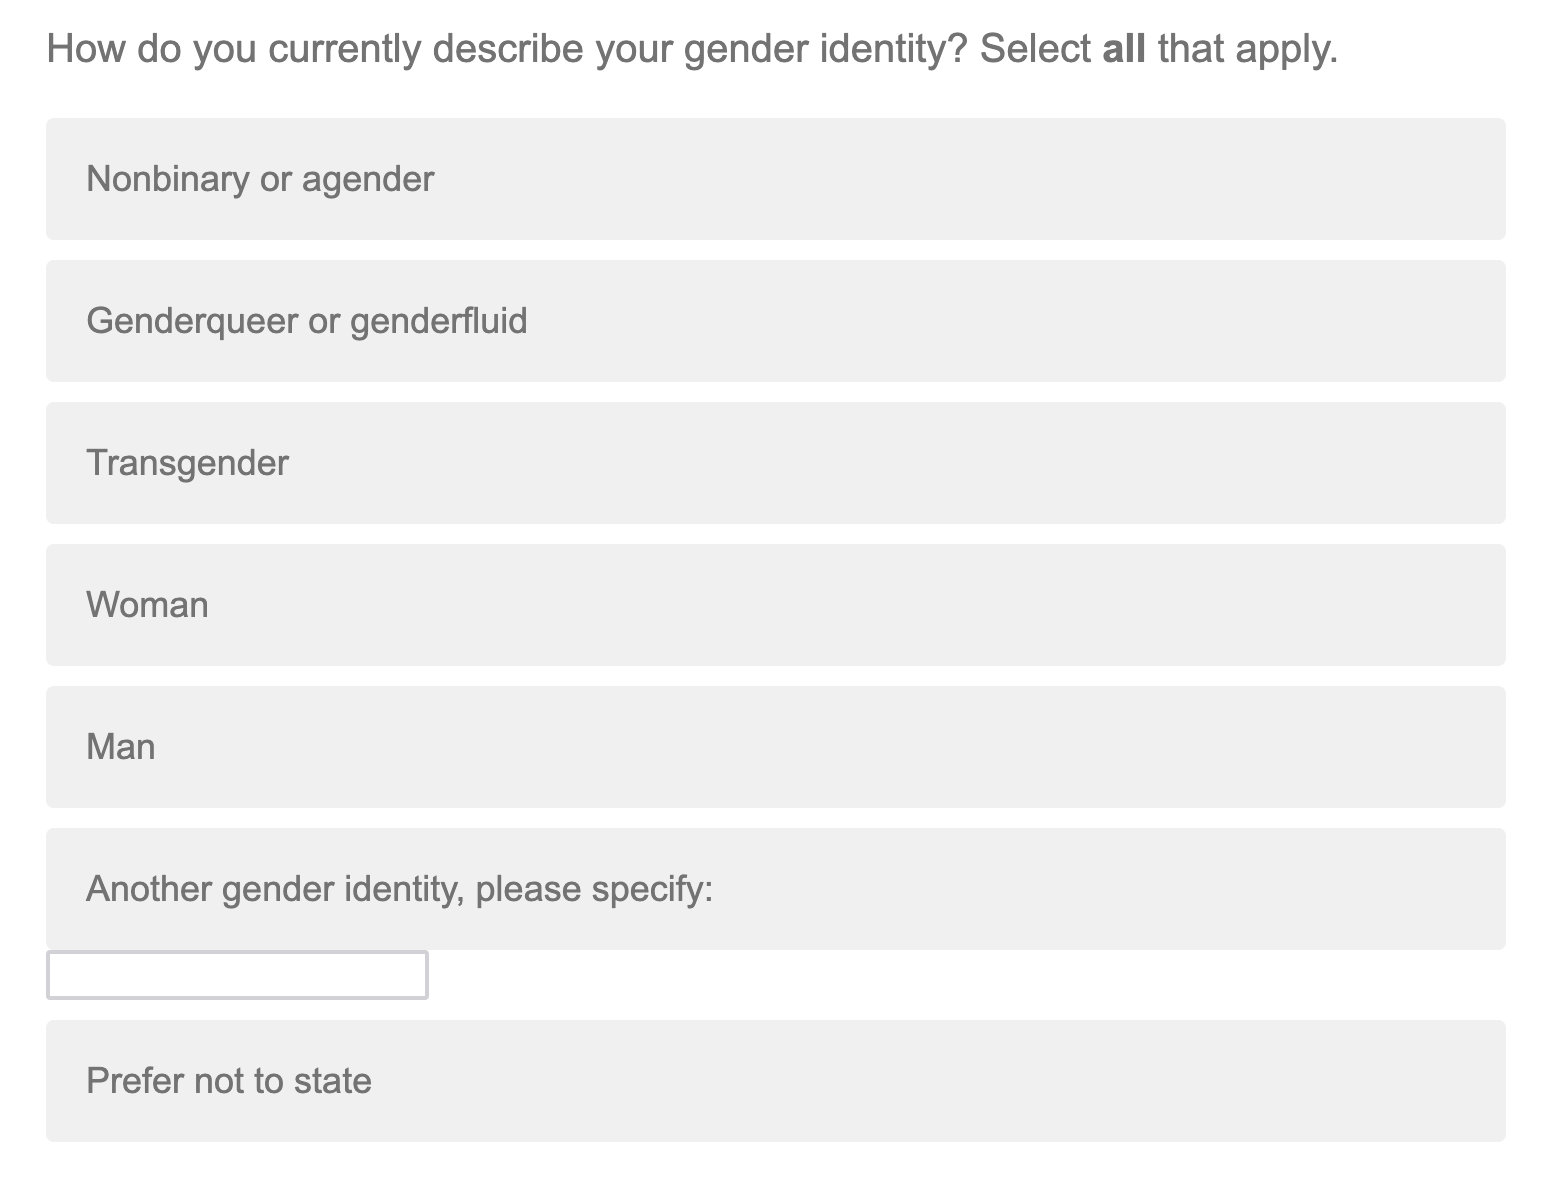 How do you currently describe your gender identity? Select all that apply.
Nonbinary or agender
Genderqueer or genderfluid
Transgender
Woman
Man
Another gender identity, please specify:
Prefer not to state